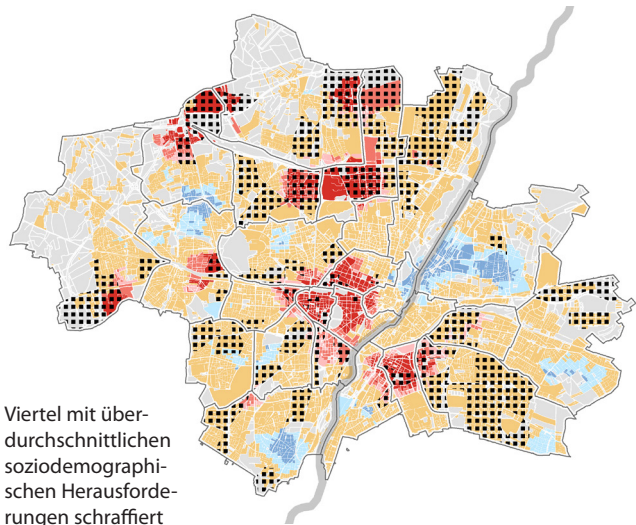 Viertel mit über-
durchschnittlichen
soziodemographi-
schen Herausforde-
rungen schraffiert